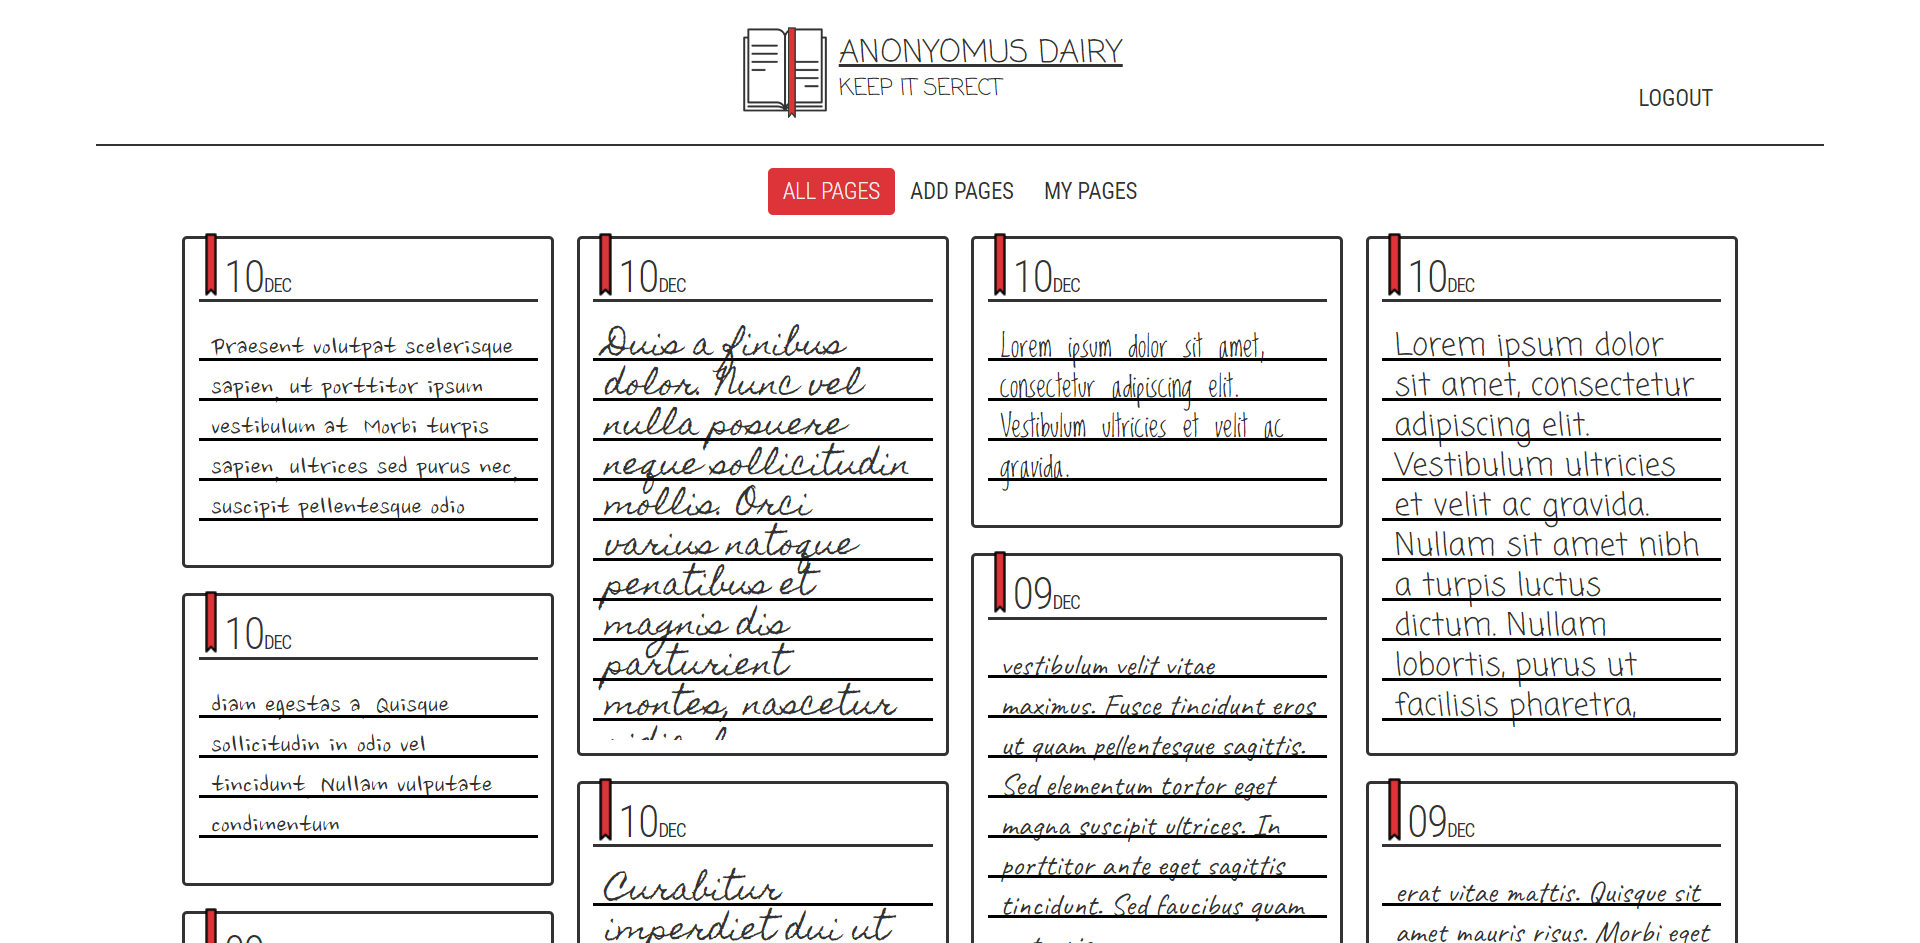 ANONYOMUS DAIRY
KEEP IT SERECT
LOGOUT
ALL PAGES
ADD PAGES
MY PAGES
10DEC
Praesent volutpat scelerisque
sapien, ut porttitor ipsum
vestibulum at Morbi turpis
sapien, ultrices sed purus nec,
suscipit pellentesque odio
10DEC
diam egestas a Quisque
sollicitudin in odio vel
tincidunt Nullam vulputate
condimentum
10DEC
Duis a finibus
dolor. Nunc vel
nulla posuere
neque sollicitudin
mollis. Orci
varius natoque
penatibus et
magnis dis
parturient
montes, nascetur
10DEC
Curabitur
imperdiet dui ut
10DEC
Lorem ipsum dolor sit amet,
consectetur adipiscing elit.
Vestibulum ultricies et velit ac
gravida.
09DEC
vestibulum velit vitae
maximus. Fusce tincidunt eros
ut quam pellentesque sagittis.
Sed elementum tortor eget
magna suscipit ultrices. In
porttitor ante eget sagittis
tincidunt. Sed faucibus quam
10DEC
Lorem ipsum dolor
sit amet, consectetur
adipiscing elit.
Vestibulum ultricies
et velit ac gravida.
Nullam sit amet nibh
a turpis luctus
dictum. Nullam
lobortis, purus ut
facilisis pharetra,
09DEC
erat vitae mattis. Quisque sit
amet mauris risus. Morbi eget